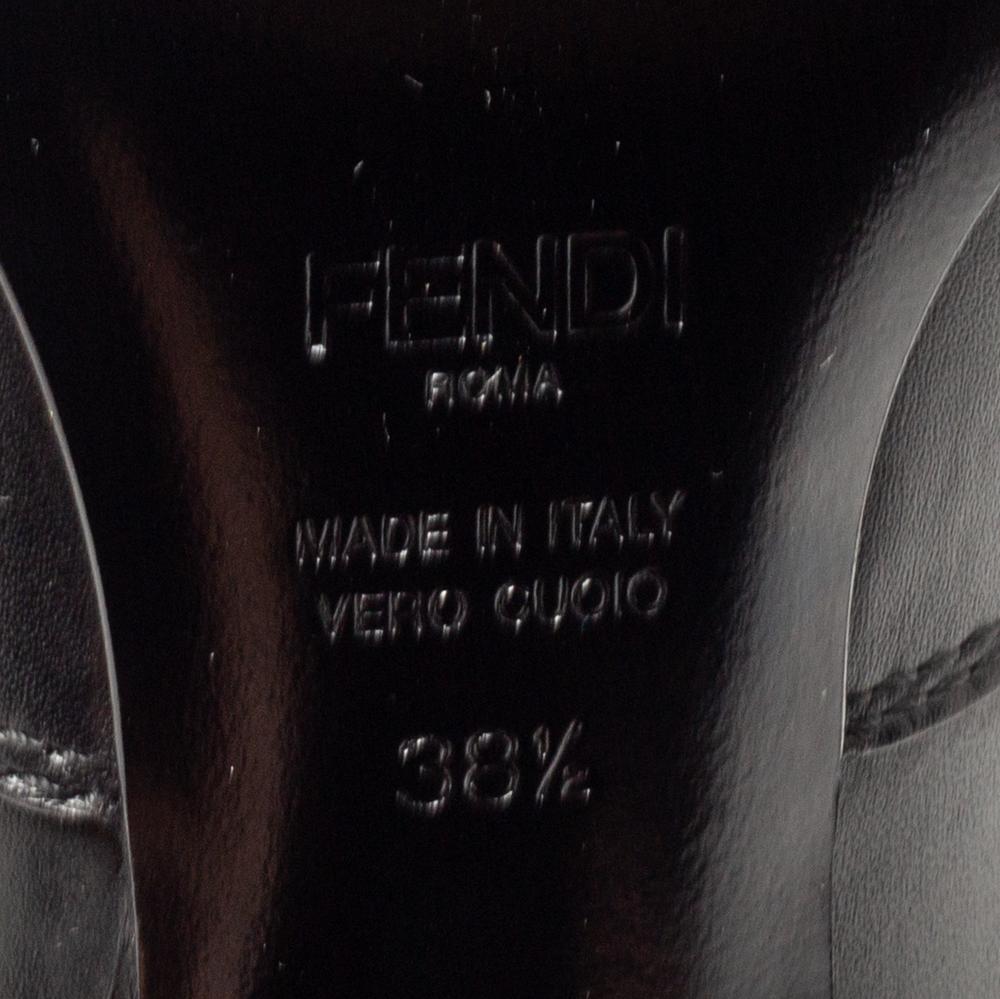 FENDI
ROMA
MADE IN ITALY
VERO CUOIO
38½